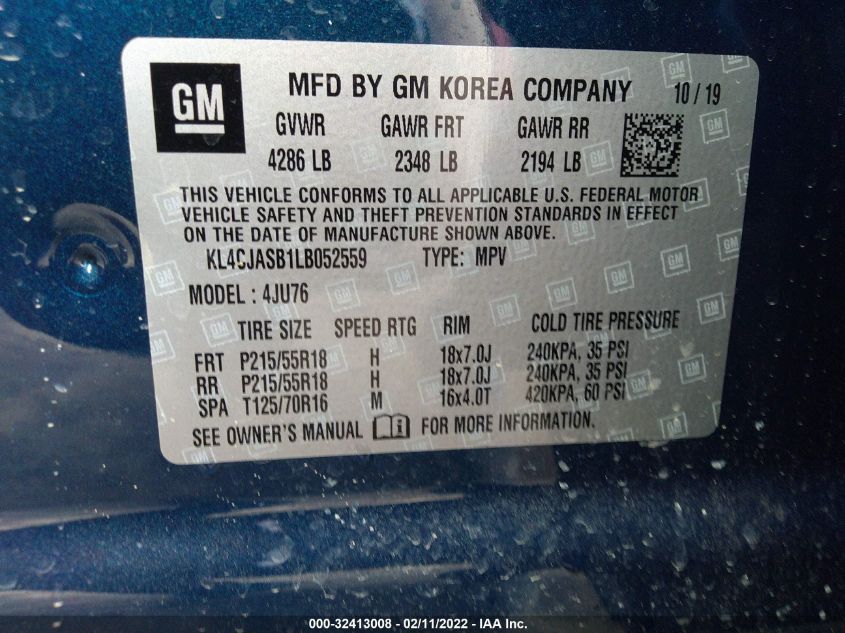 GM MFD BY GM KOREA COMPANY 10/19
GVWR GAWR FRT GAWR RR
4286 LB 2348 LB 2194 LB
THIS VEHICLE CONFORMS TO ALL APPLICABLE U.S. FEDERAL MOTOR
VEHICLE SAFETY AND THEFT PREVENTION STANDARDS IN EFFECT
ON THE DATE OF MANUFACTURE SHOWN ABOVE.
KL4CJASB1LB052559 TYPE: MPV
MODEL : 4JU76
TIRE SIZE SPEED RTG RIM COLD TIRE PRESSURE
FRT P215/55R18 H 18x7.0J 240KPA, 35 PSI
RR P215/55R18 H 18x7.0J 240KPA, 35 PSI
SPA T125/70R16 M 16x4.0T 420KPA, 60 PSI
SEE OWNER'S MANUAL i FOR MORE INFORMATION.
000-32413008 - 02/11/2022 - IAA Inc.